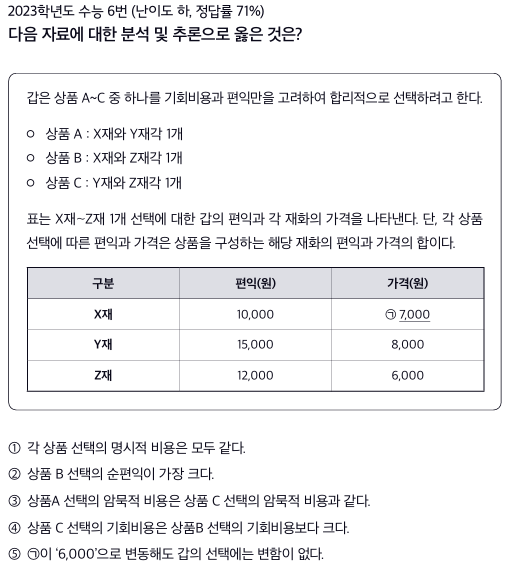 2023학년도 수능 6번 (난이도 하, 정답률 71%)
다음 자료에 대한 분석 및 추론으로 옳은 것은?
갑은 상품 A~C 중 하나를 기회비용과 편익만을 고려하여 합리적으로 선택하려고 한다.
○ 상품 A : X재와 Y재각 1개
○ 상품 B : X재와 Z재각 1개
○ 상품 C : Y재와 Z재각 1개
표는 X재~Z재 1개 선택에 대한 갑의 편익과 각 재화의 가격을 나타낸다. 단, 각 상품
선택에 따른 편익과 가격은 상품을 구성하는 해당 재화의 편익과 가격의 합이다.
구분 편익(원) 가격(원)
X재 10,000 ㉠ 7,000
Y재 15,000 8,000
Z재 12,000 6,000
① 각 상품 선택의 명시적 비용은 모두 같다.
② 상품 B 선택의 순편익이 가장 크다.
③ 상품A 선택의 암묵적 비용은 상품 C 선택의 암묵적 비용과 같다.
④ 상품 C 선택의 기회비용은 상품B 선택의 기회비용보다 크다.
⑤ ㉠이 '6,000'으로 변동해도 갑의 선택에는 변함이 없다.